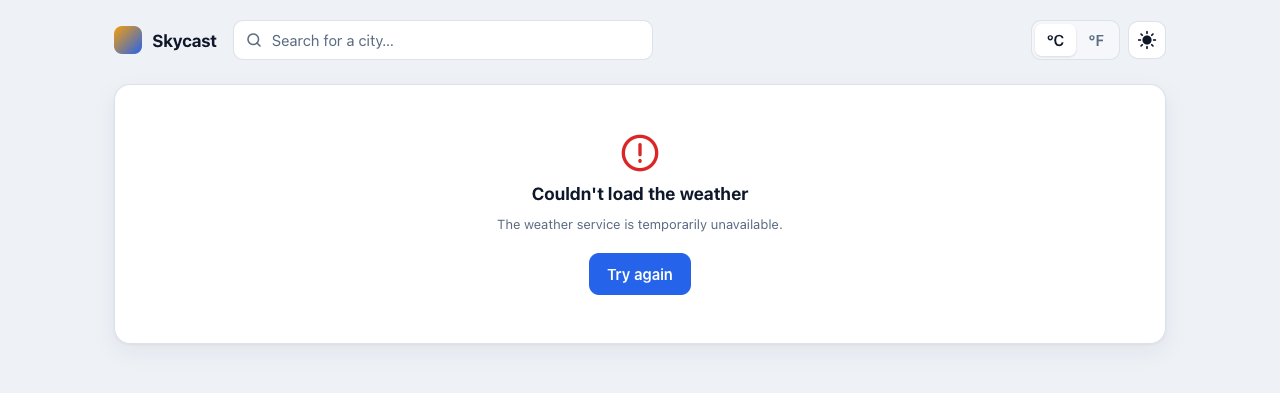 Skycast
Search for a city...
°C
°F
Couldn't load the weather
The weather service is temporarily unavailable.
Try again